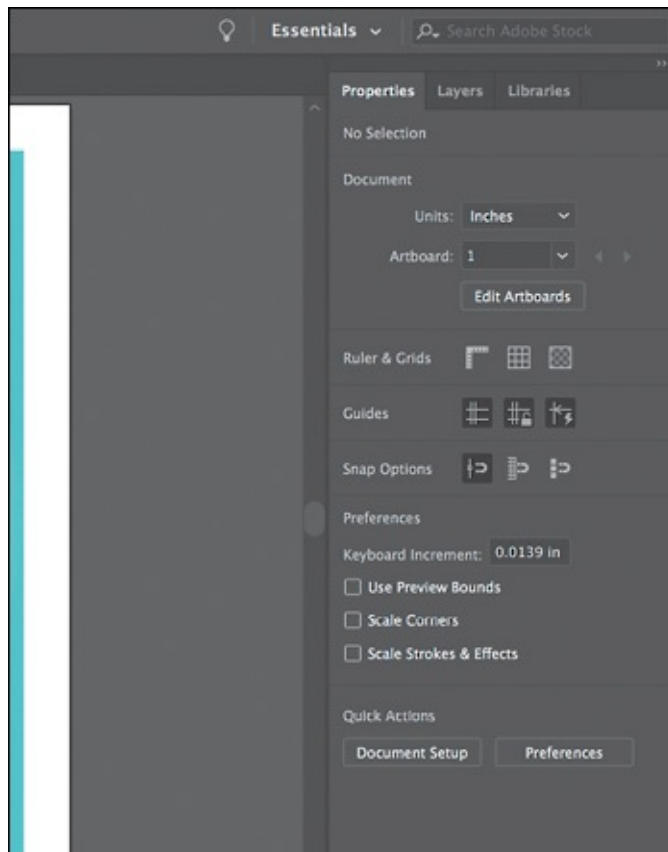 Essentials Search Adobe Stock
Properties Layers Libraries
No Selection
Document
Units: Inches
Artboard: 1
Edit Artboards
Ruler & Grids
Guides
Snap Options
Preferences
Keyboard Increment: 0.0139 in
Use Preview Bounds
Scale Corners
Scale Strokes & Effects
Quick Actions
Document Setup Preferences